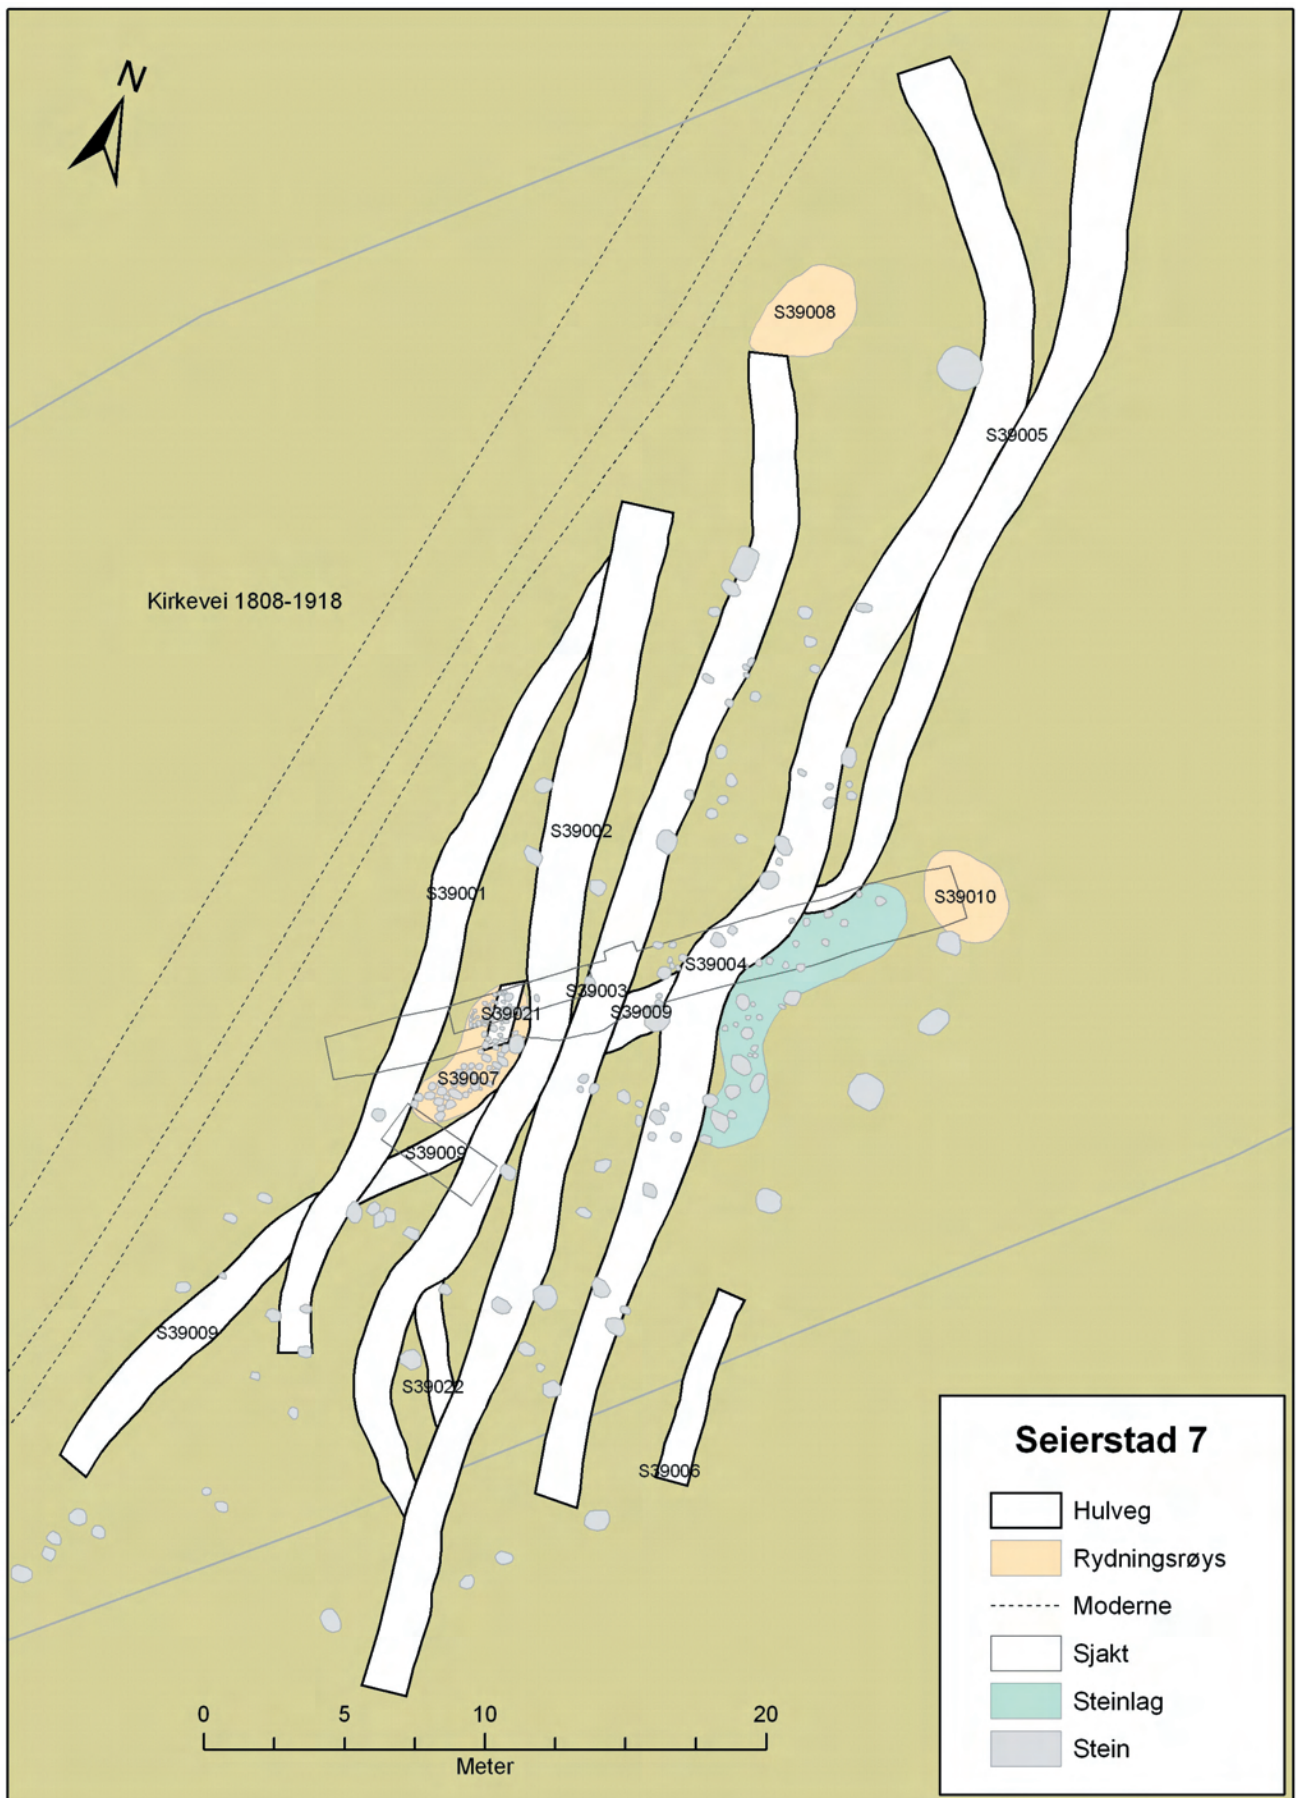 N
S39008
S39005
Kirkevei 1808-1918
S39002
S39001
S39010
S39004
S39003
S39021
S39009
S39007
S39009
S39009
S39022
S39006
0 5 10 20
Meter
Seierstad 7
Hulveg
Rydningsrøys
Moderne
Sjakt
Steinlag
Stein